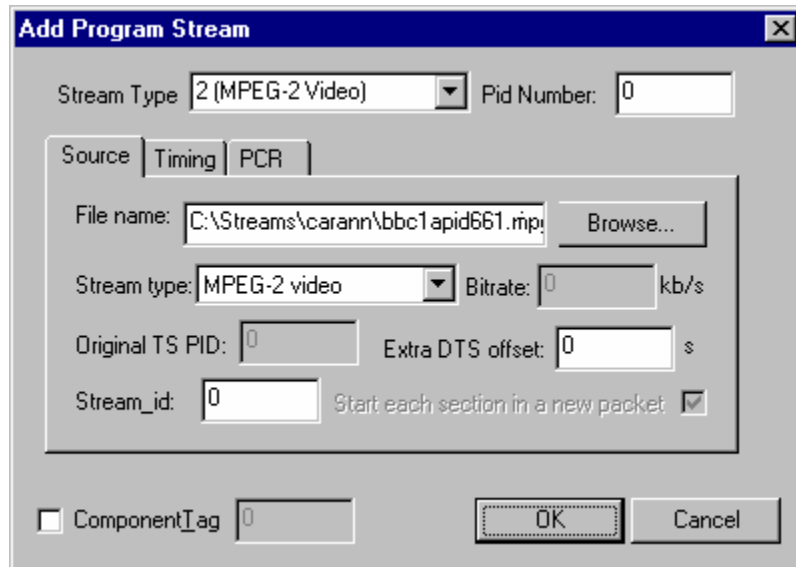 Add Program Stream
Stream Type 2 (MPEG-2 Video) Pid Number: 0
Source Timing PCR
File name: C:\Streams\carann\bbc1apid661.mpg Browse...
Stream type: MPEG-2 video Bitrate: 0 kb/s
Original TS PID: 0 Extra DTS offset: 0 s
Stream_id: 0 Start each section in a new packet
ComponentTag 0 OK Cancel